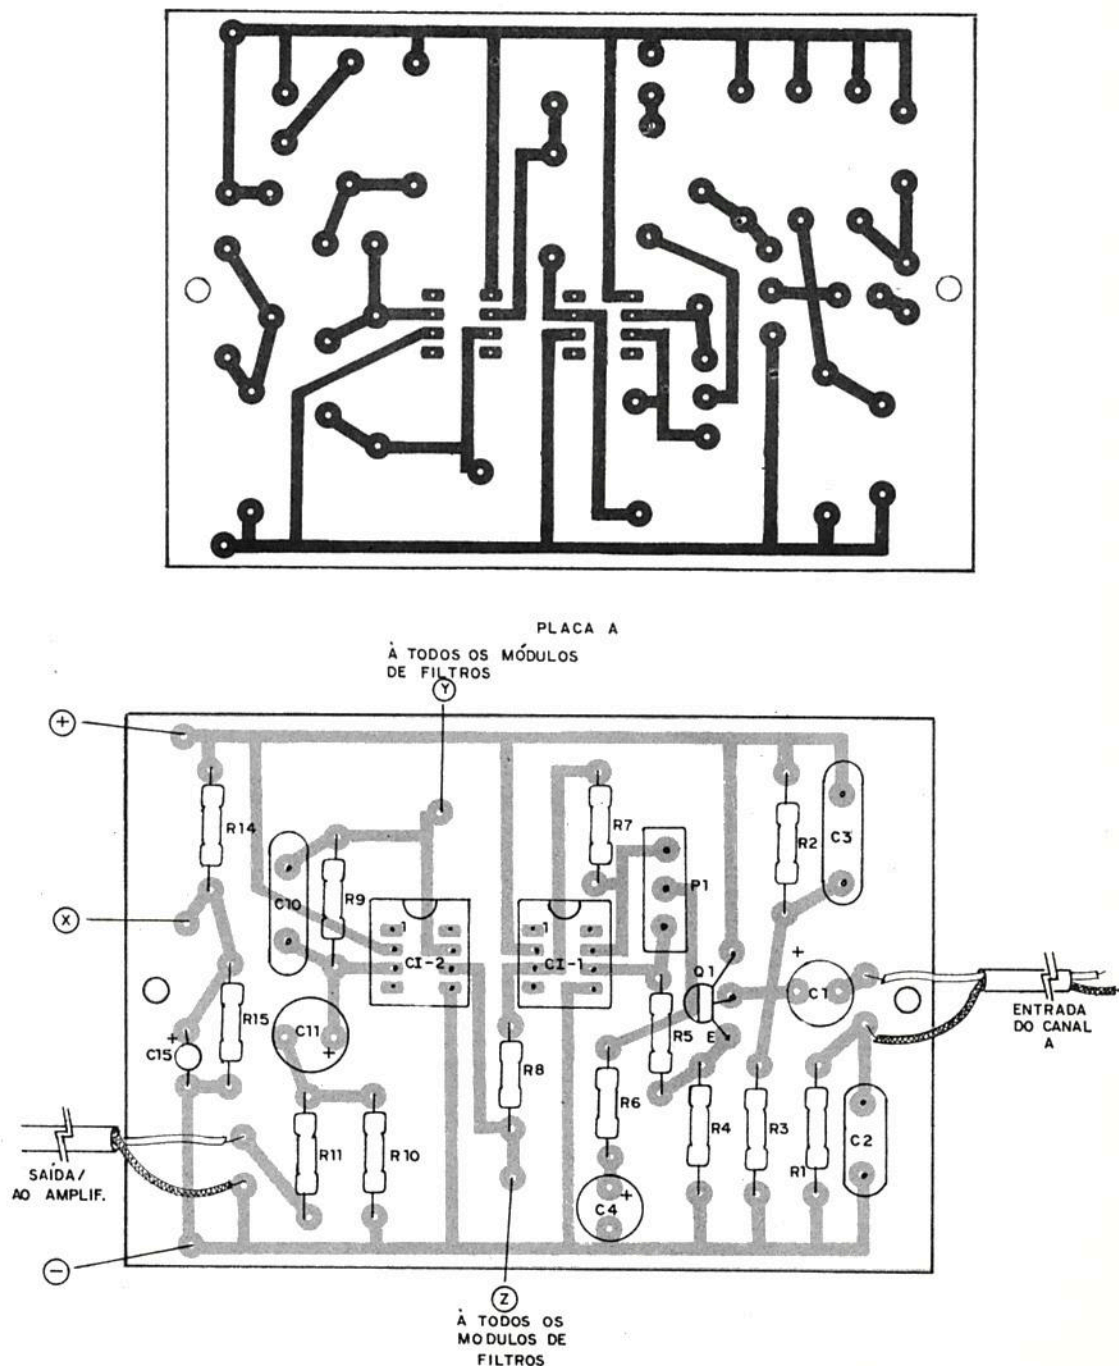 PLACA A
À TODOS OS MÓDULOS
DE FILTROS
Y
+
R14
R7
R2
C3
C10
R9
P1
X
1
1
CI-2
CI-1
Q1
+
C1
ENTRADA
DO CANAL
A
R15
C11
+
+
C15
R8
R5
E
R6
R4
R3
R1
C2
R11
R10
SAÍDA/
AO AMPLIF.
+
C4
−
Z
À TODOS OS
MODULOS DE
FILTROS